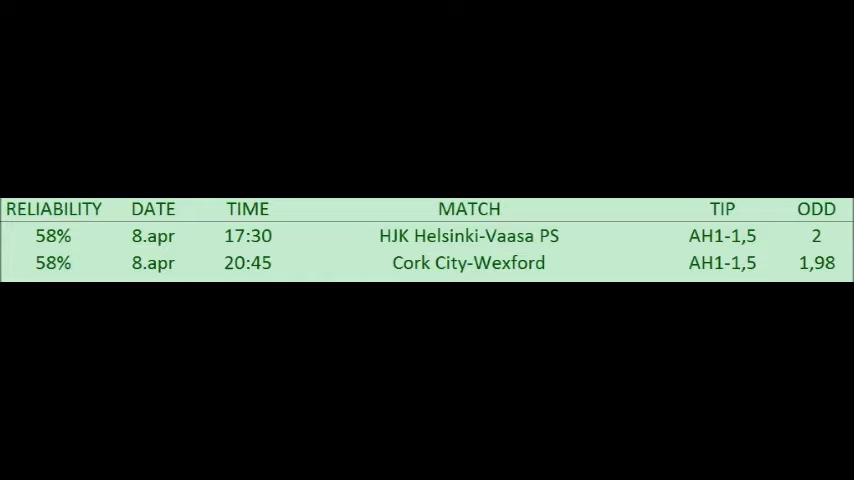 RELIABILITY DATE TIME MATCH TIP ODD
58% 8.apr 17:30 HJK Helsinki-Vaasa PS AH1-1,5 2
58% 8.apr 20:45 Cork City-Wexford AH1-1,5 1,98